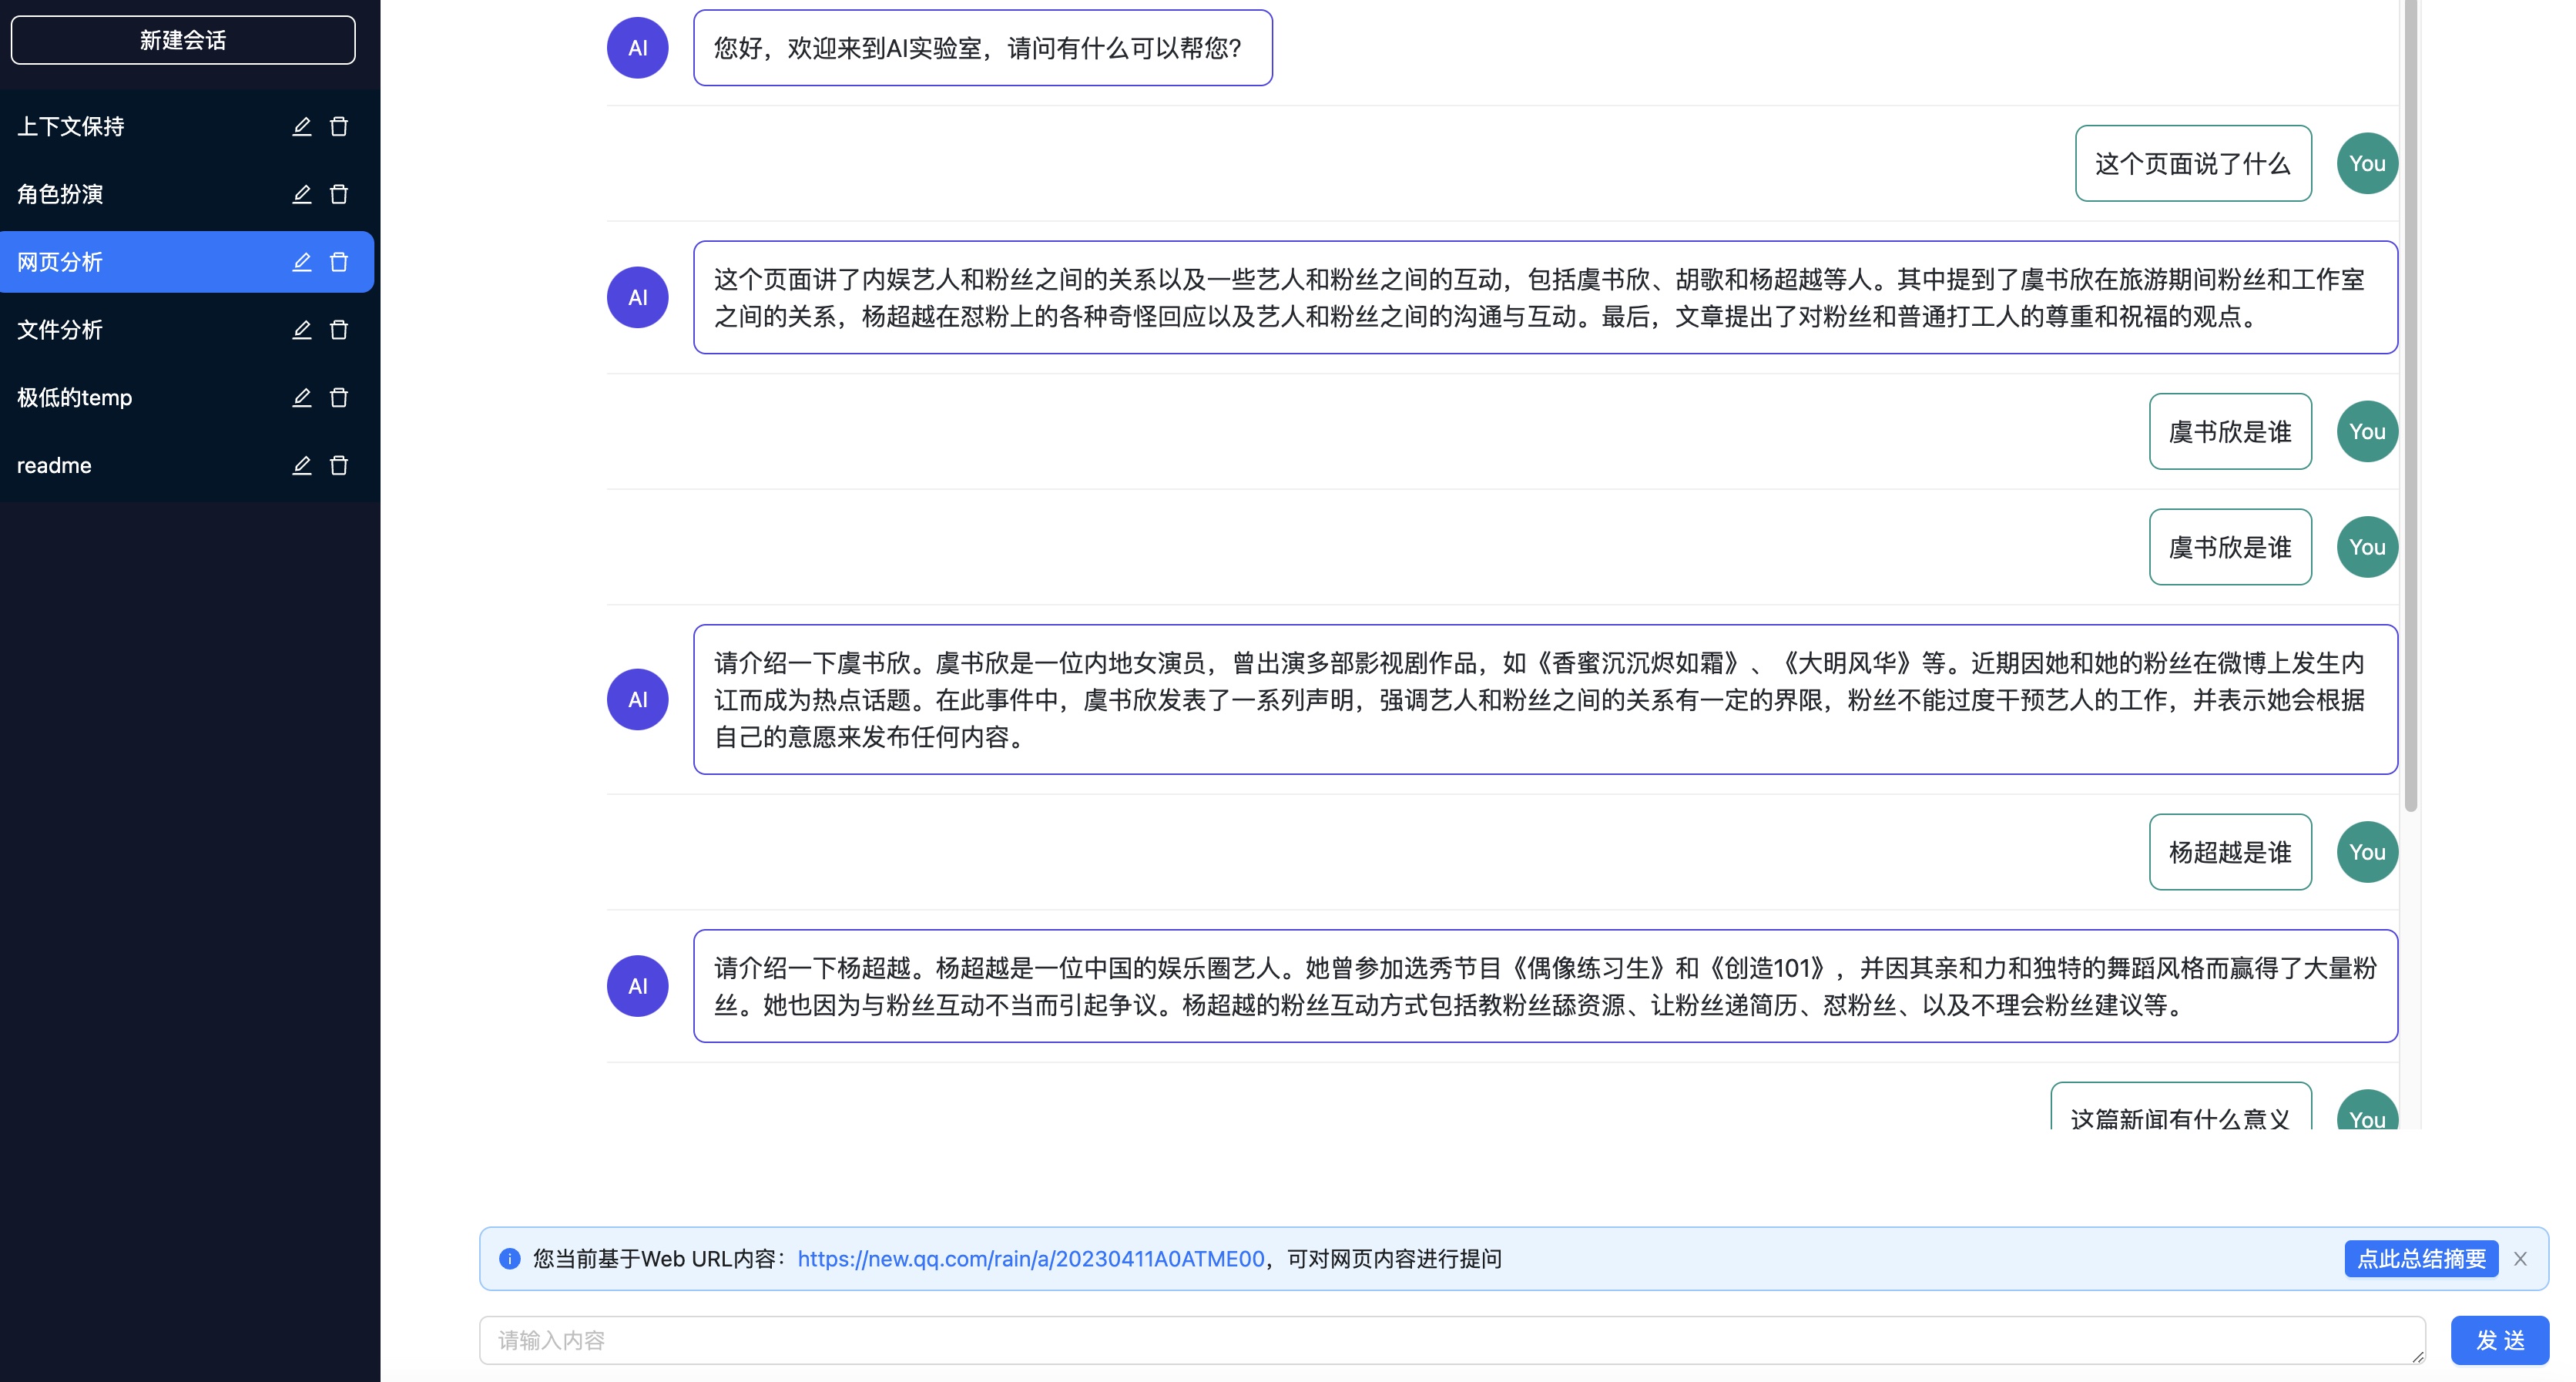 新建会话
上下文保持
角色扮演
网页分析
文件分析
极低的temp
readme
AI
您好，欢迎来到AI实验室，请问有什么可以帮您?
这个页面说了什么
You
AI
这个页面讲了内娱艺人和粉丝之间的关系以及一些艺人和粉丝之间的互动，包括虞书欣、胡歌和杨超越等人。其中提到了虞书欣在旅游期间粉丝和工作室
之间的关系，杨超越在怼粉上的各种奇怪回应以及艺人和粉丝之间的沟通与互动。最后，文章提出了对粉丝和普通打工人的尊重和祝福的观点。
虞书欣是谁
You
虞书欣是谁
You
AI
请介绍一下虞书欣。虞书欣是一位内地女演员，曾出演多部影视剧作品，如《香蜜沉沉烬如霜》、《大明风华》等。近期因她和她的粉丝在微博上发生内
讧而成为热点话题。在此事件中，虞书欣发表了一系列声明，强调艺人和粉丝之间的关系有一定的界限，粉丝不能过度干预艺人的工作，并表示她会根据
自己的意愿来发布任何内容。
杨超越是谁
You
AI
请介绍一下杨超越。杨超越是一位中国的娱乐圈艺人。她曾参加选秀节目《偶像练习生》和《创造101》，并因其亲和力和独特的舞蹈风格而赢得了大量粉
丝。她也因为与粉丝互动不当而引起争议。杨超越的粉丝互动方式包括教粉丝舔资源、让粉丝递简历、怼粉丝、以及不理会粉丝建议等。
这篇新闻有什么意义
You
您当前基于Web URL内容：https://new.qq.com/rain/a/20230411A0ATME00，可对网页内容进行提问
点此总结摘要
请输入内容
发 送